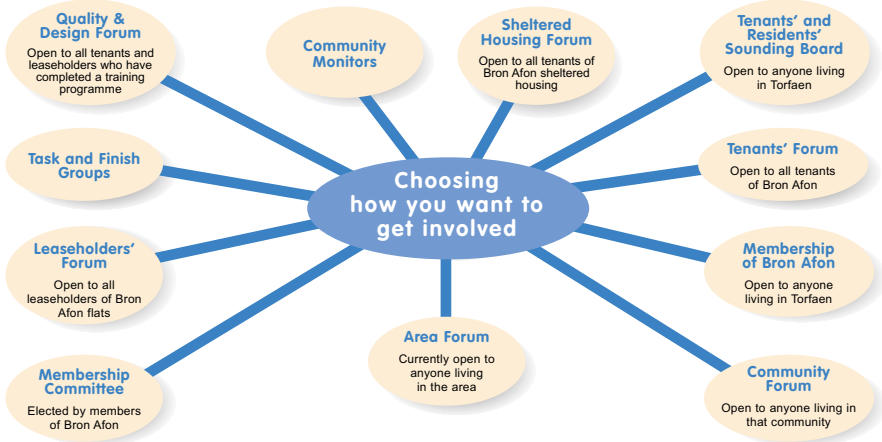 Quality &
Design Forum
Open to all tenants and
leaseholders who have
completed a training
programme
Community
Monitors
Sheltered
Housing Forum
Open to all tenants of
Bron Afon sheltered
housing
Tenants' and
Residents'
Sounding Board
Open to anyone living
in Torfaen
Task and Finish
Groups
Choosing
how you want to
get involved
Tenants' Forum
Open to all tenants
of Bron Afon
Leaseholders'
Forum
Open to all
leaseholders of Bron
Afon flats
Membership
of Bron Afon
Open to anyone
living in Torfaen
Membership
Committee
Elected by members
of Bron Afon
Area Forum
Currently open to
anyone living
in the area
Community
Forum
Open to anyone living in
that community